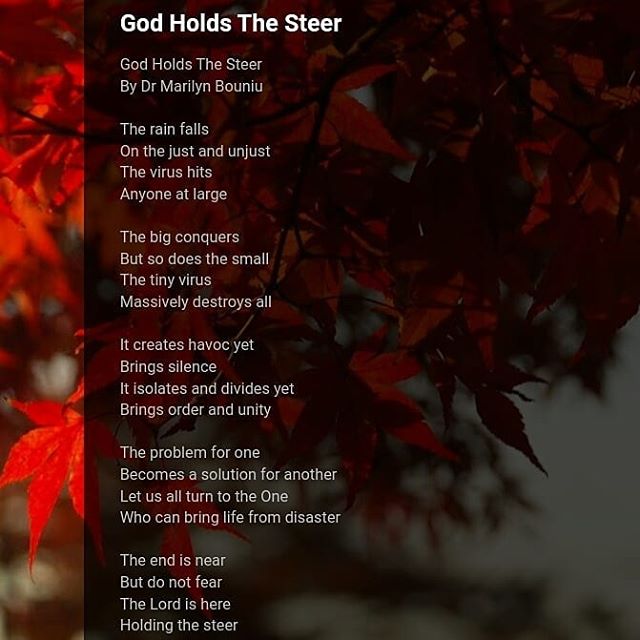 God Holds The Steer
God Holds The Steer
By Dr Marilyn Bouniu
The rain falls
On the just and unjust
The virus hits
Anyone at large
The big conquers
But so does the small
The tiny virus
Massively destroys all
It creates havoc yet
Brings silence
It isolates and divides yet
Brings order and unity
The problem for one
Becomes a solution for another
Let us all turn to the One
Who can bring life from disaster
The end is near
But do not fear
The Lord is here
Holding the steer